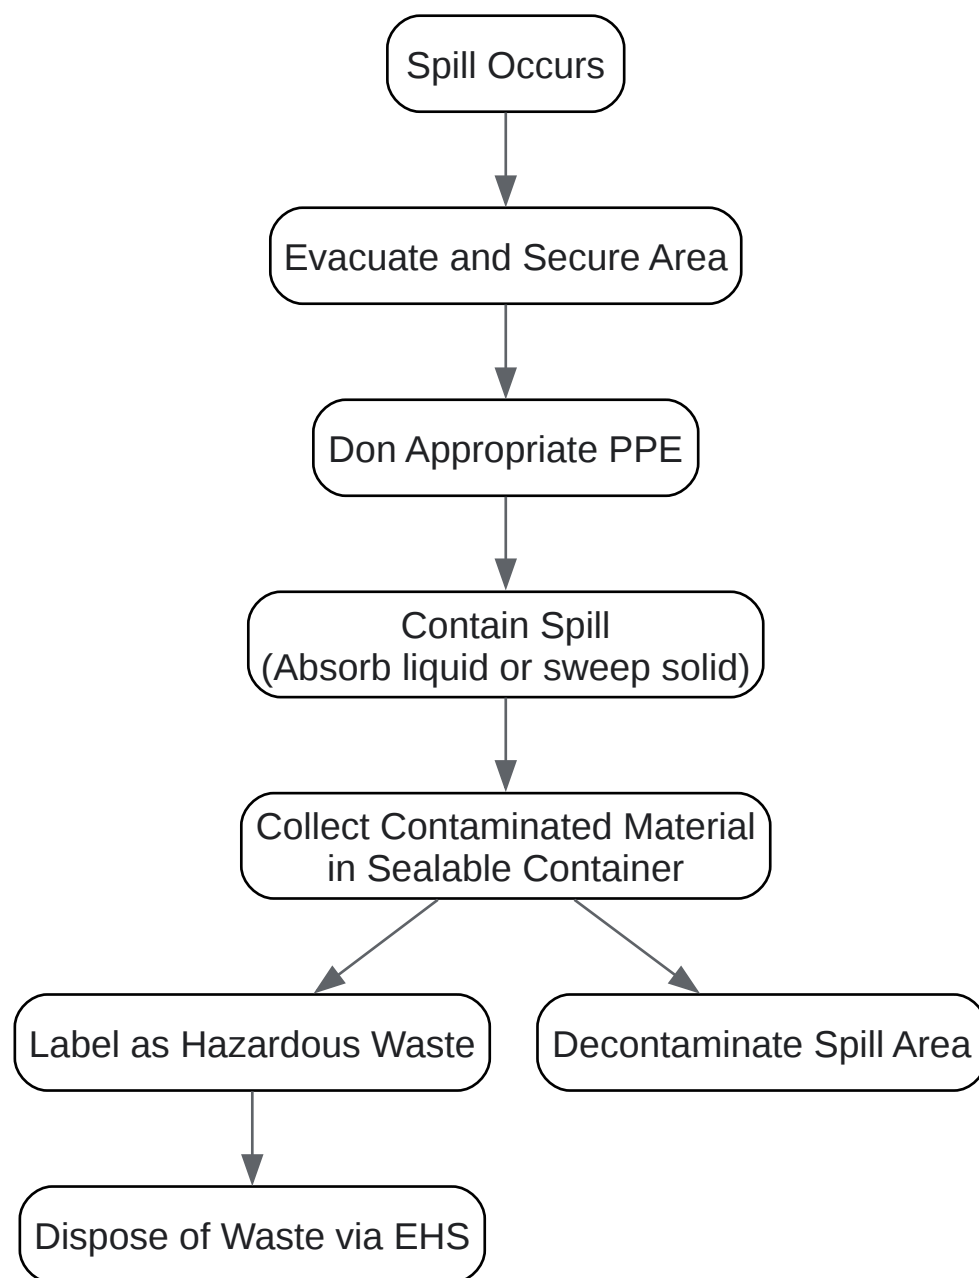 Spill Occurs
Evacuate and Secure Area
Don Appropriate PPE
Contain Spill
(Absorb liquid or sweep solid)
Collect Contaminated Material
in Sealable Container
Label as Hazardous Waste
Decontaminate Spill Area
Dispose of Waste via EHS